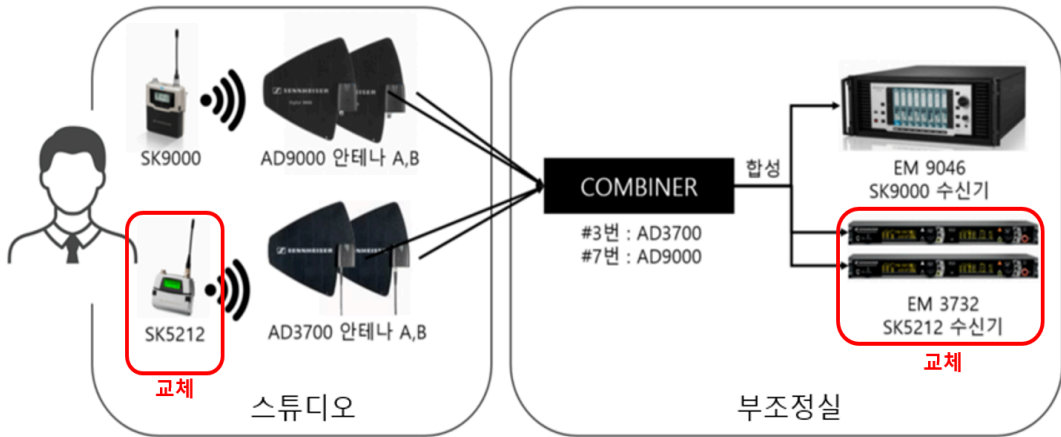 SENNHEISER
SK9000
AD9000 안테나 A,B
SK5212
교체
SENNHEISER
AD3700 안테나 A,B
스튜디오
COMBINER
#3번 : AD3700
#7번 : AD9000
합성
EM 9046
SK9000 수신기
EM 3732
SK5212 수신기
교체
부조정실